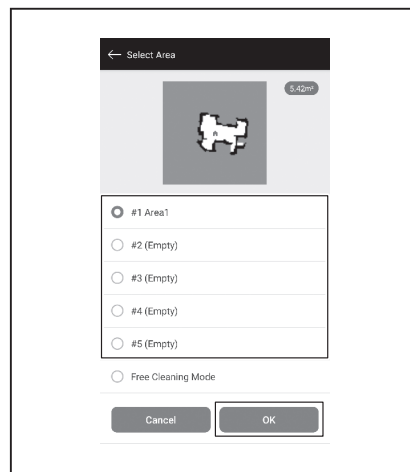 ← Select Area
5.42m²
#1 Area1
#2 (Empty)
#3 (Empty)
#4 (Empty)
#5 (Empty)
Free Cleaning Mode
Cancel
OK